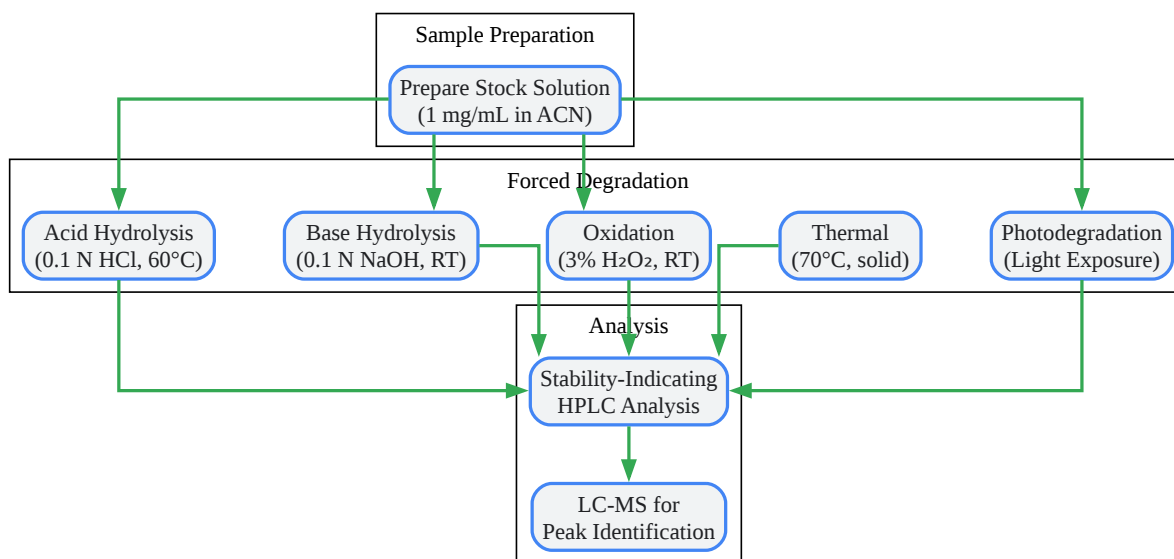 Sample Preparation
Prepare Stock Solution
(1 mg/mL in ACN)
Forced Degradation
Acid Hydrolysis
(0.1 N HCl, 60°C)
Base Hydrolysis
(0.1 N NaOH, RT)
Oxidation
(3% H₂O₂, RT)
Thermal
(70°C, solid)
Photodegradation
(Light Exposure)
Analysis
Stability-Indicating
HPLC Analysis
LC-MS for
Peak Identification